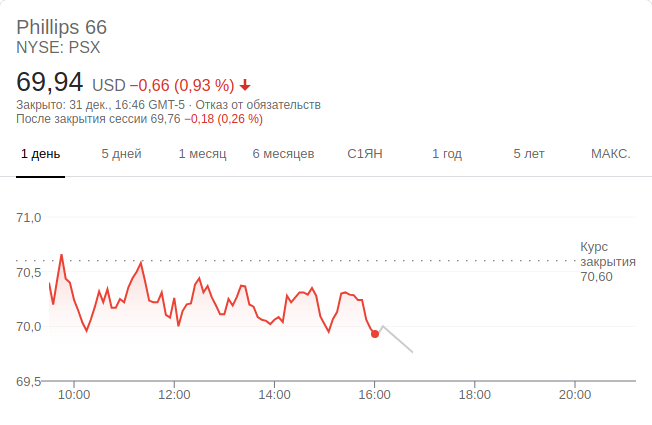 Phillips 66
NYSE: PSX
69,94 USD −0,66 (0,93 %)
Закрыто: 31 дек., 16:46 GMT-5 · Отказ от обязательств
После закрытия сессии 69,76 −0,18 (0,26 %)
1 день 5 дней 1 месяц 6 месяцев С1ЯН 1 год 5 лет МАКС.
71,0
Курс
закрытия
70,60
70,5
70,0
69,5
10:00 12:00 14:00 16:00 18:00 20:00